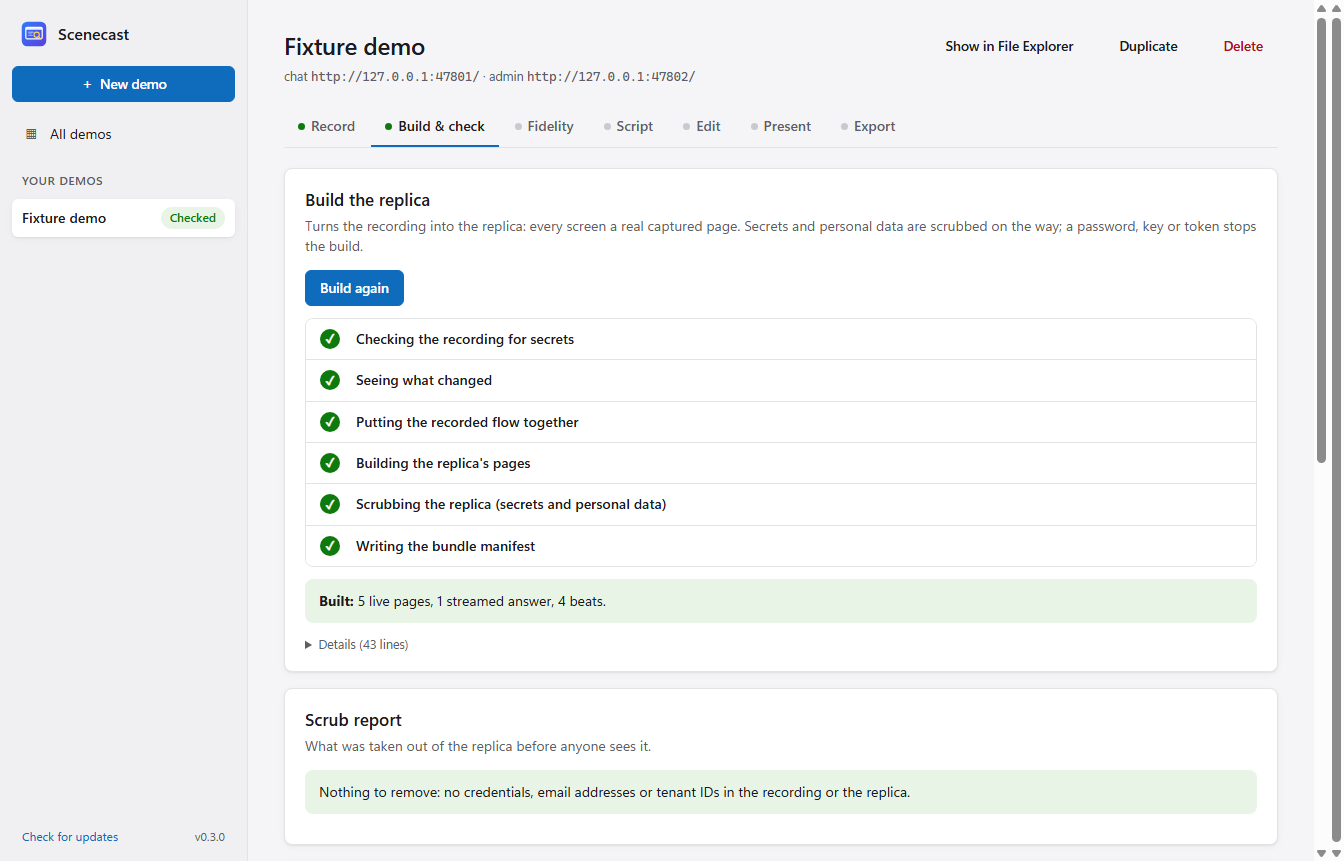 Scenecast
+ New demo
All demos
YOUR DEMOS
Fixture demo
Checked
Check for updates
v0.3.0
Fixture demo
chat http://127.0.0.1:47801/ · admin http://127.0.0.1:47802/
Show in File Explorer
Duplicate
Delete
Record
Build & check
Fidelity
Script
Edit
Present
Export
Build the replica
Turns the recording into the replica: every screen a real captured page. Secrets and personal data are scrubbed on the way; a password, key or token stops
the build.
Build again
Checking the recording for secrets
Seeing what changed
Putting the recorded flow together
Building the replica's pages
Scrubbing the replica (secrets and personal data)
Writing the bundle manifest
Built: 5 live pages, 1 streamed answer, 4 beats.
Details (43 lines)
Scrub report
What was taken out of the replica before anyone sees it.
Nothing to remove: no credentials, email addresses or tenant IDs in the recording or the replica.